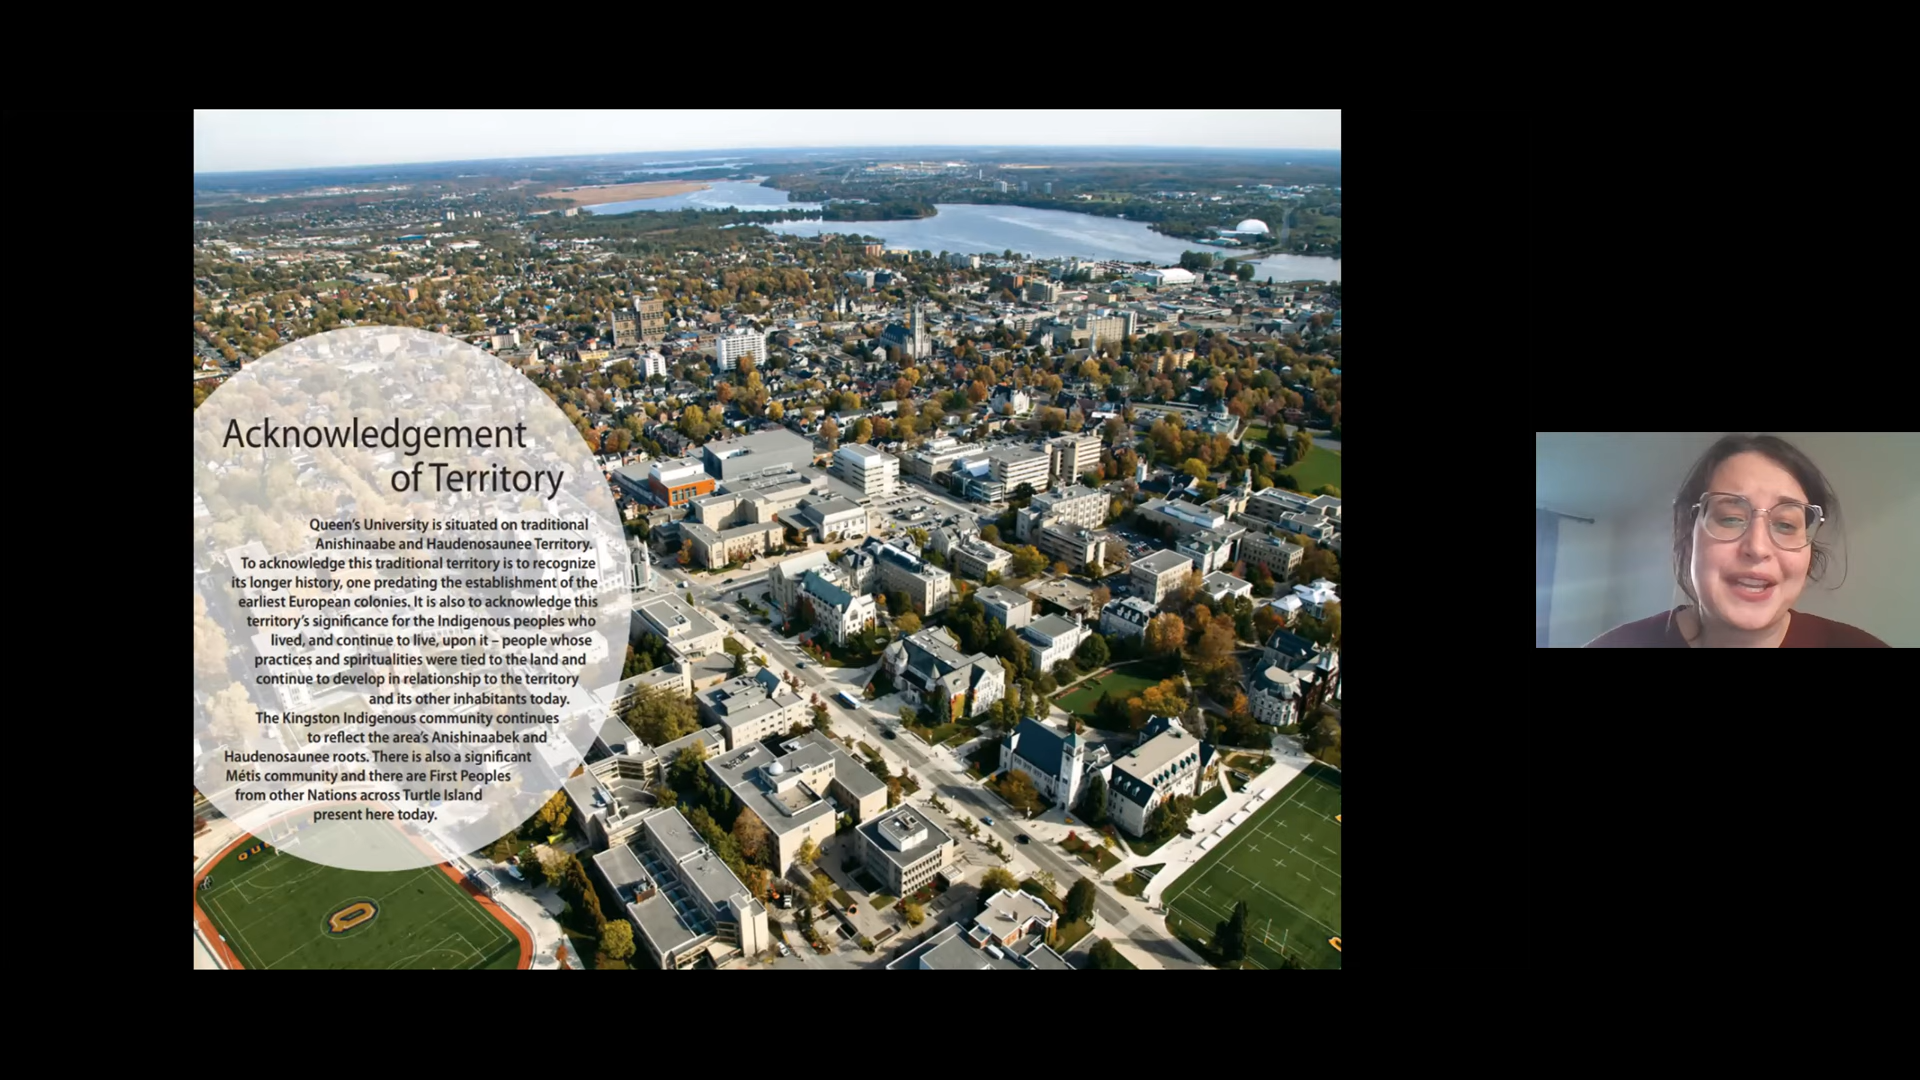 Acknowledgement
of Territory
Queen's University is situated on traditional
Anishinaabe and Haudenosaunee Territory.
To acknowledge this traditional territory is to recognize
its longer history, one predating the establishment of the
earliest European colonies. It is also to acknowledge this
territory's significance for the Indigenous peoples who
lived, and continue to live, upon it – people whose
practices and spiritualities were tied to the land and
continue to develop in relationship to the territory
and its other inhabitants today.
The Kingston Indigenous community continues
to reflect the area's Anishinaabek and
Haudenosaunee roots. There is also a significant
Métis community and there are First Peoples
from other Nations across Turtle Island
present here today.
Q